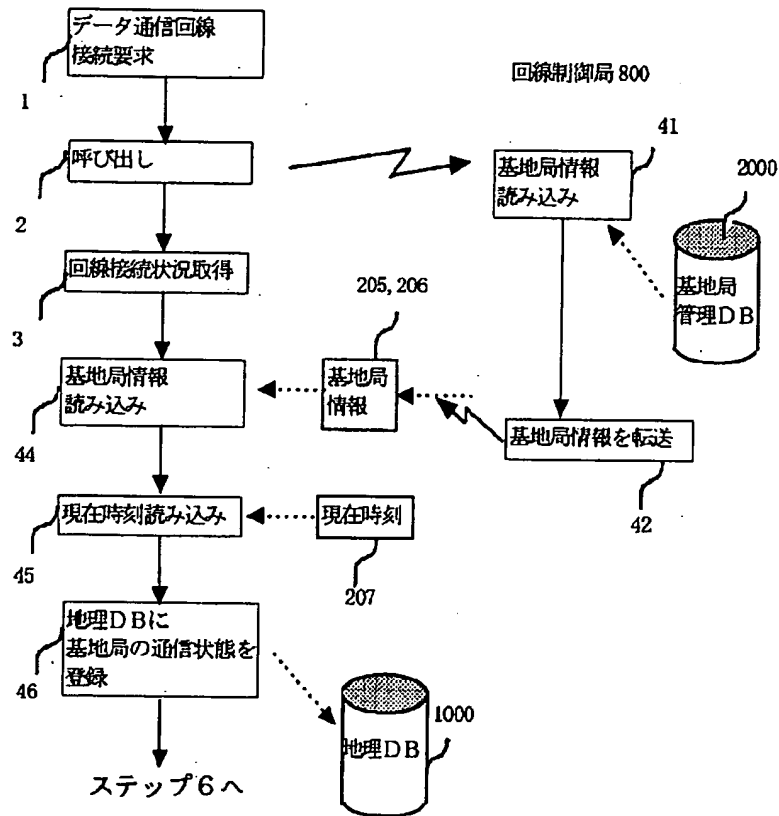 データ通信回線
接続要求
1
回線制御局800
呼び出し
2
41
基地局情報
読み込み
2000
基地局
管理DB
回線接続状況取得
3
205, 206
基地局
情報
基地局情報
読み込み
44
基地局情報を転送
42
現在時刻読み込み
45
現在時刻
207
地理DBに
基地局の通信状態を
登録
46
1000
地理DB
ステップ6へ